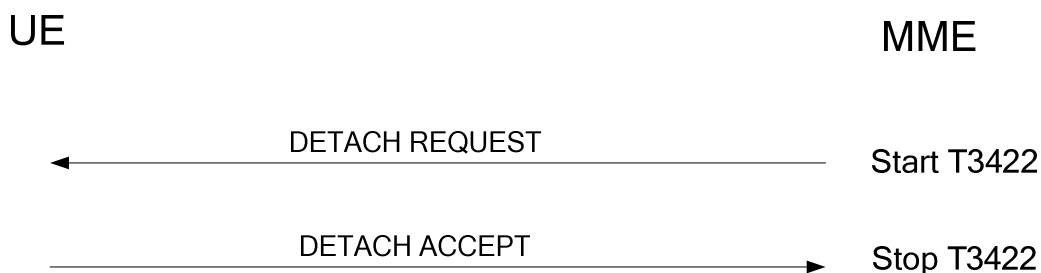 UE
MME
DETACH REQUEST
Start T3422
DETACH ACCEPT
Stop T3422